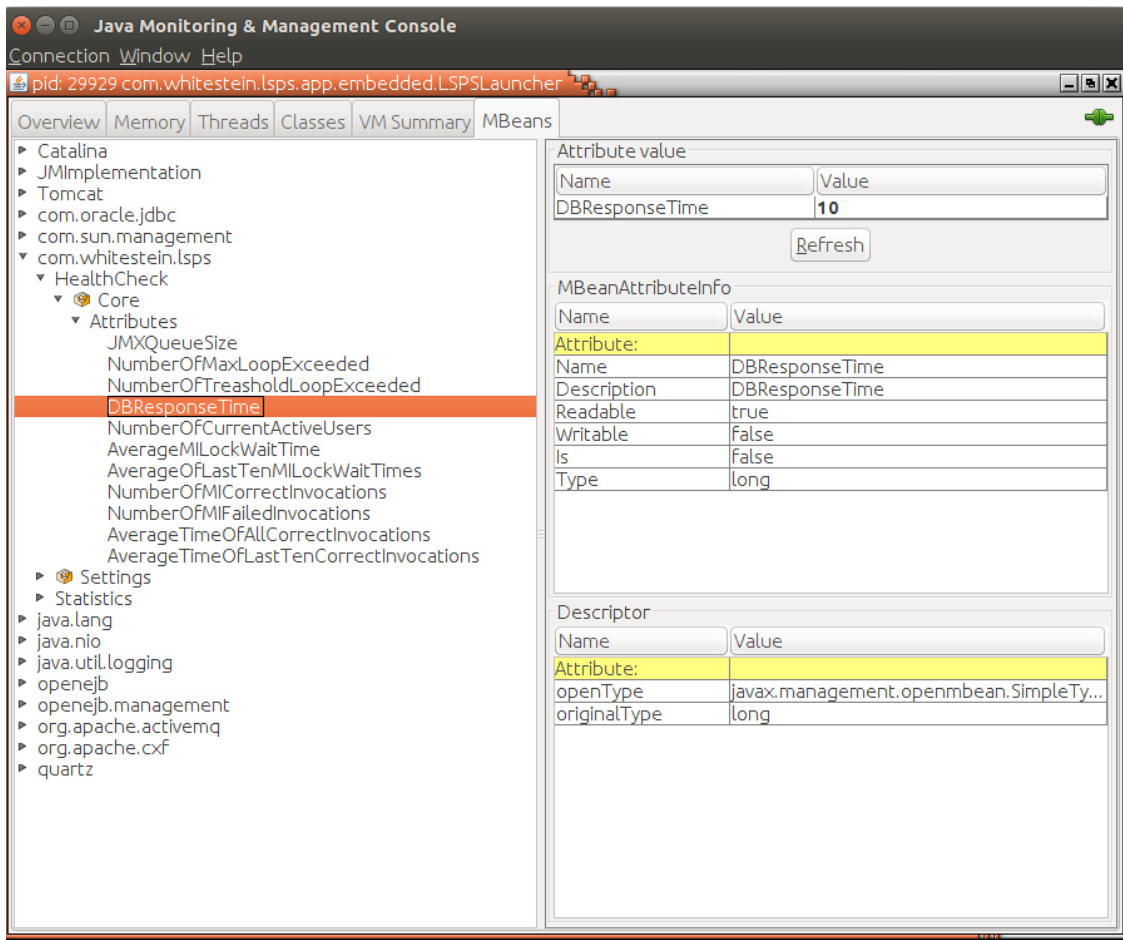 Java Monitoring & Management Console
Connection Window Help
pid: 29929 com.whitestein.lsps.app.embedded.LSPSLauncher
Overview Memory Threads Classes VM Summary MBeans
Catalina
JMImplementation
Tomcat
com.oracle.jdbc
com.sun.management
com.whitestein.lsps
HealthCheck
Core
Attributes
JMXQueueSize
NumberOfMaxLoopExceeded
NumberOfTreasholdLoopExceeded
DBResponseTime
NumberOfCurrentActiveUsers
AverageMILockWaitTime
AverageOfLastTenMILockWaitTimes
NumberOfMICorrectInvocations
NumberOfMIFailedInvocations
AverageTimeOfAllCorrectInvocations
AverageTimeOfLastTenCorrectInvocations
Settings
Statistics
java.lang
java.nio
java.util.logging
openejb
openejb.management
org.apache.activemq
org.apache.cxf
quartz
Attribute value
Name Value
DBResponseTime 10
Refresh
MBeanAttributeInfo
Name Value
Attribute:
Name DBResponseTime
Description DBResponseTime
Readable true
Writable false
Is false
Type long
Descriptor
Name Value
Attribute:
openType javax.management.openmbean.SimpleTy...
originalType long